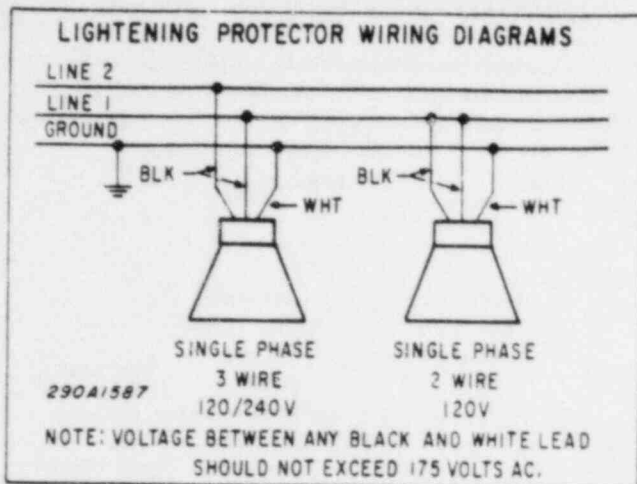 LIGHTENING PROTECTOR WIRING DIAGRAMS
LINE 2
LINE 1
GROUND
BLK
WHT
BLK
WHT
SINGLE PHASE
3 WIRE
120/240V
SINGLE PHASE
2 WIRE
120V
290A1587
NOTE: VOLTAGE BETWEEN ANY BLACK AND WHITE LEAD
SHOULD NOT EXCEED 175 VOLTS AC.